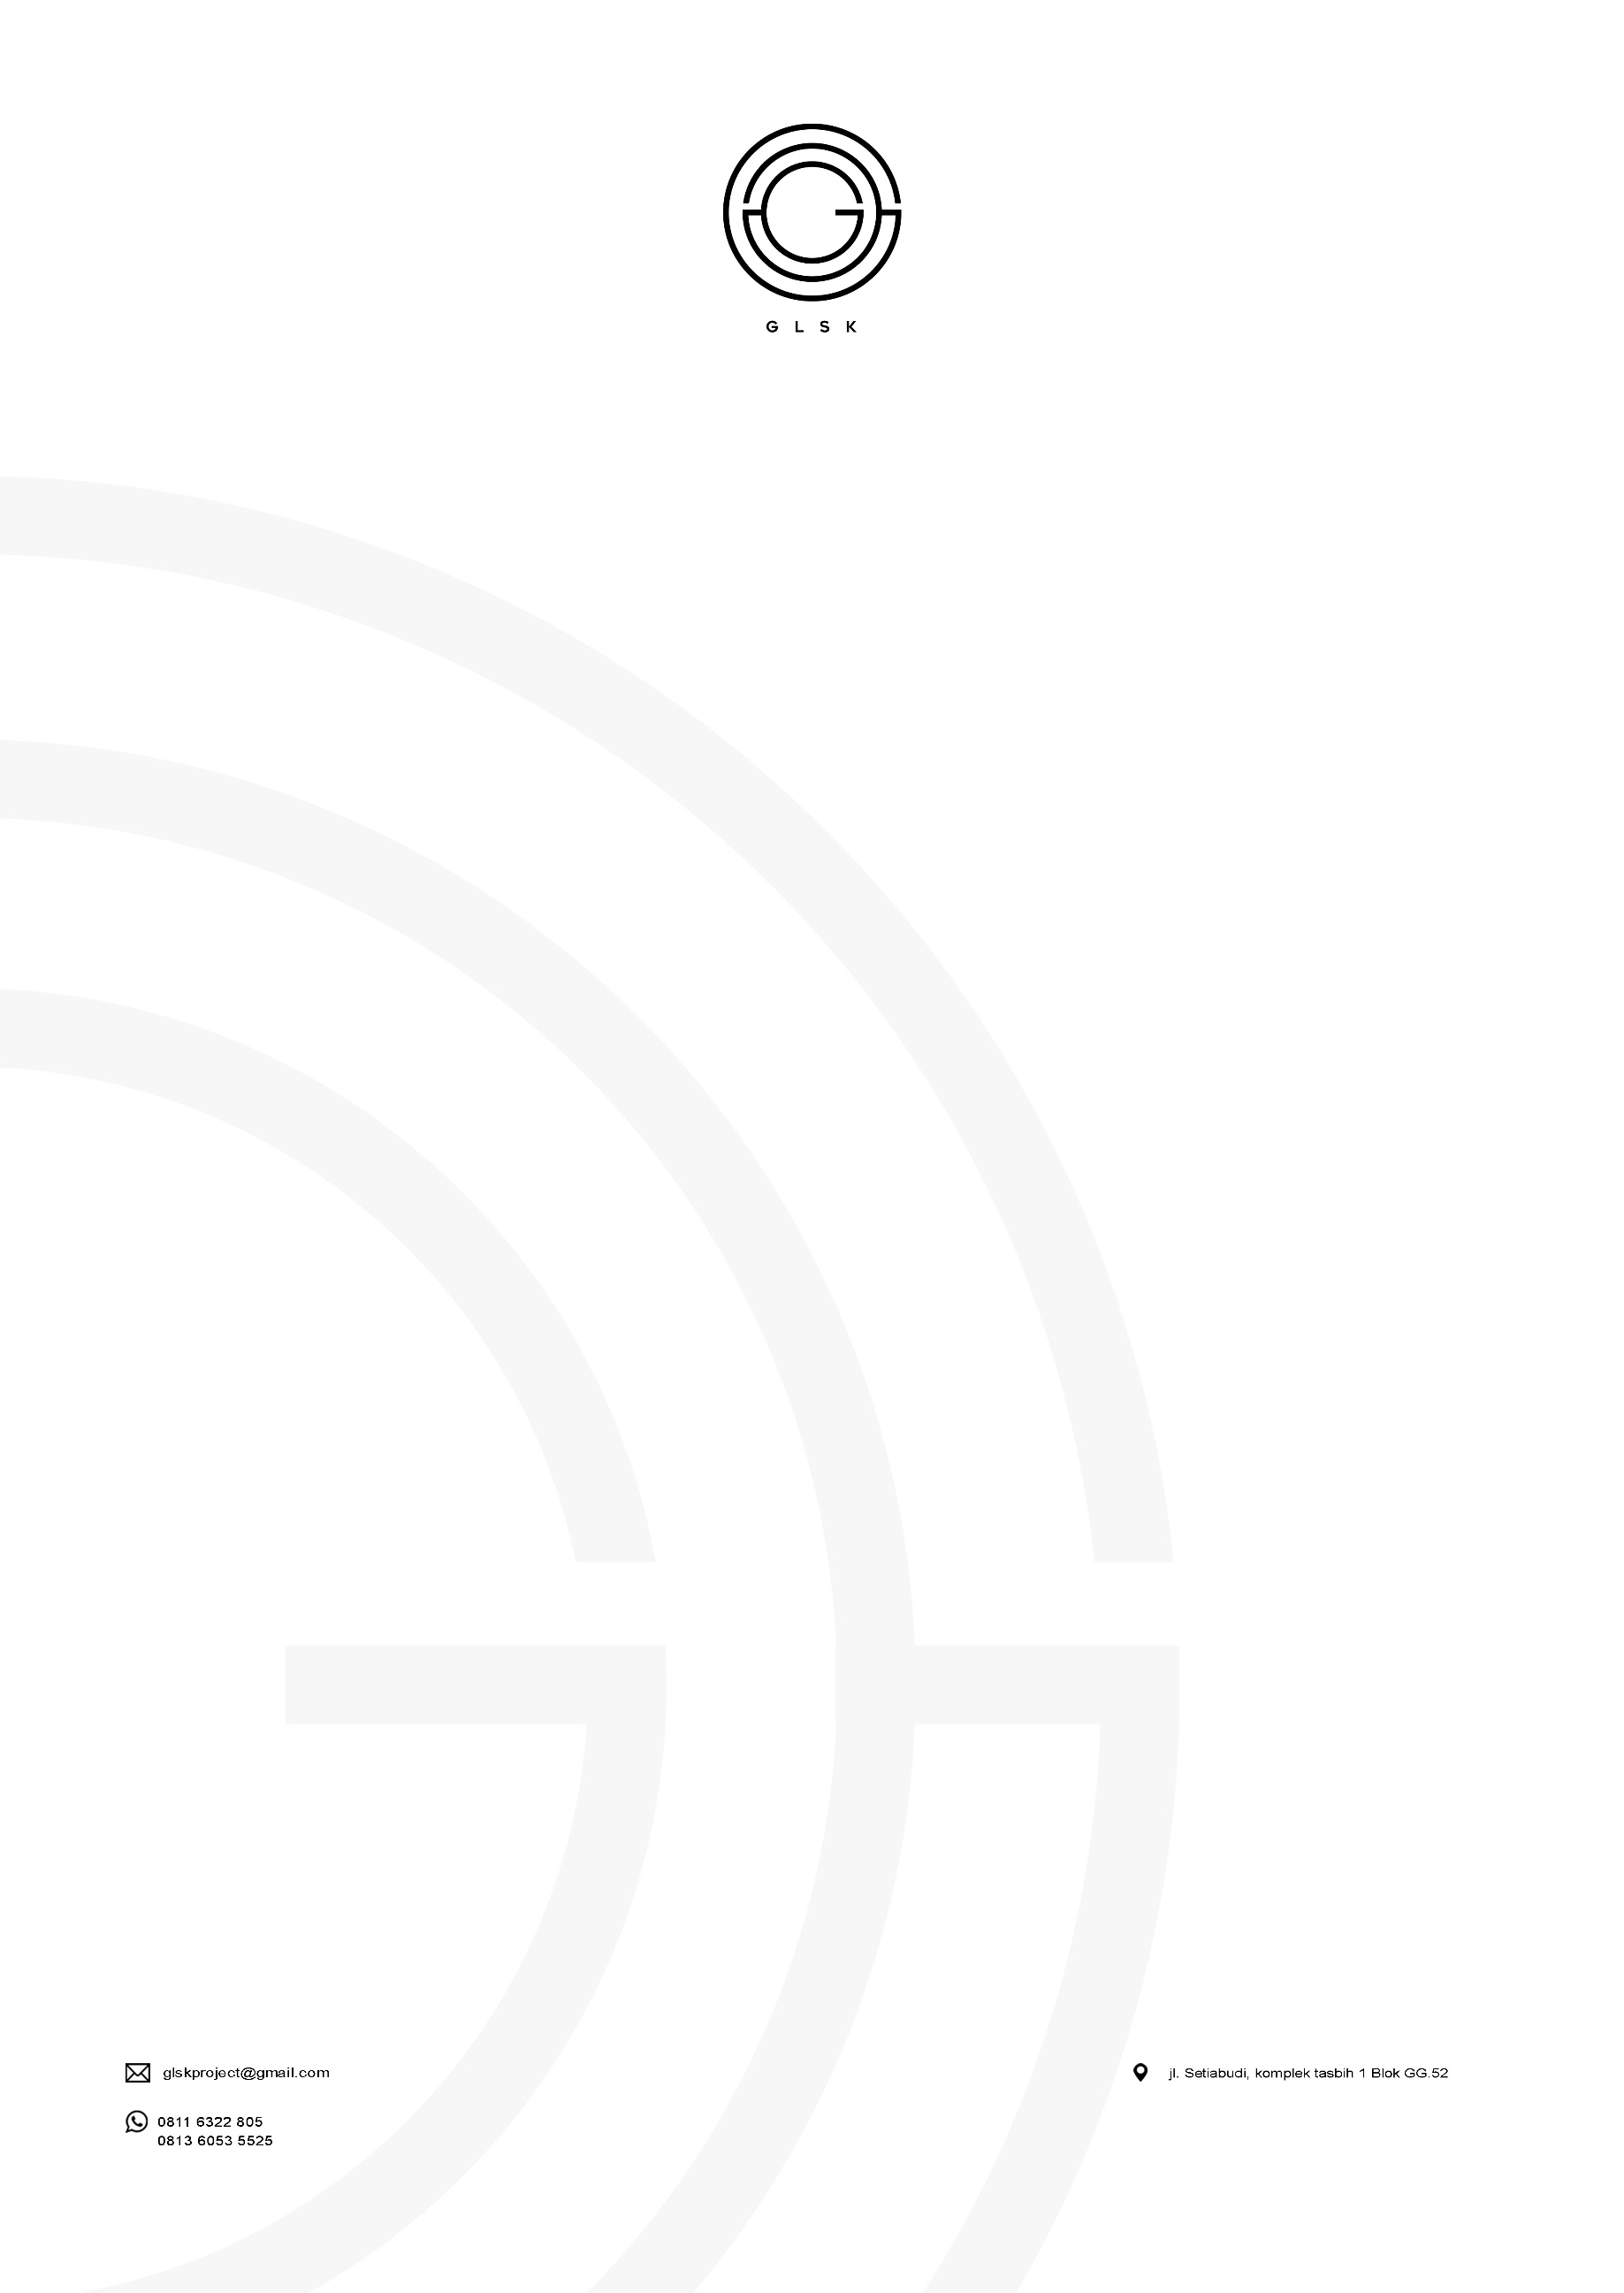 G L S K
glskproject@gmail.com
jl. Setiabudi, komplek tasbih 1 Blok GG.52
0811 6322 805
0813 6053 5525